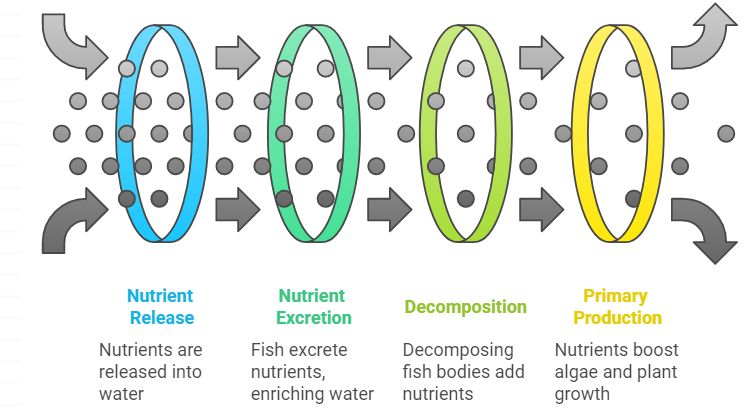 Nutrient
Release
Nutrients are
released into
water
Nutrient
Excretion
Fish excrete
nutrients,
enriching water
Decomposition
Decomposing
fish bodies add
nutrients
Primary
Production
Nutrients boost
algae and plant
growth